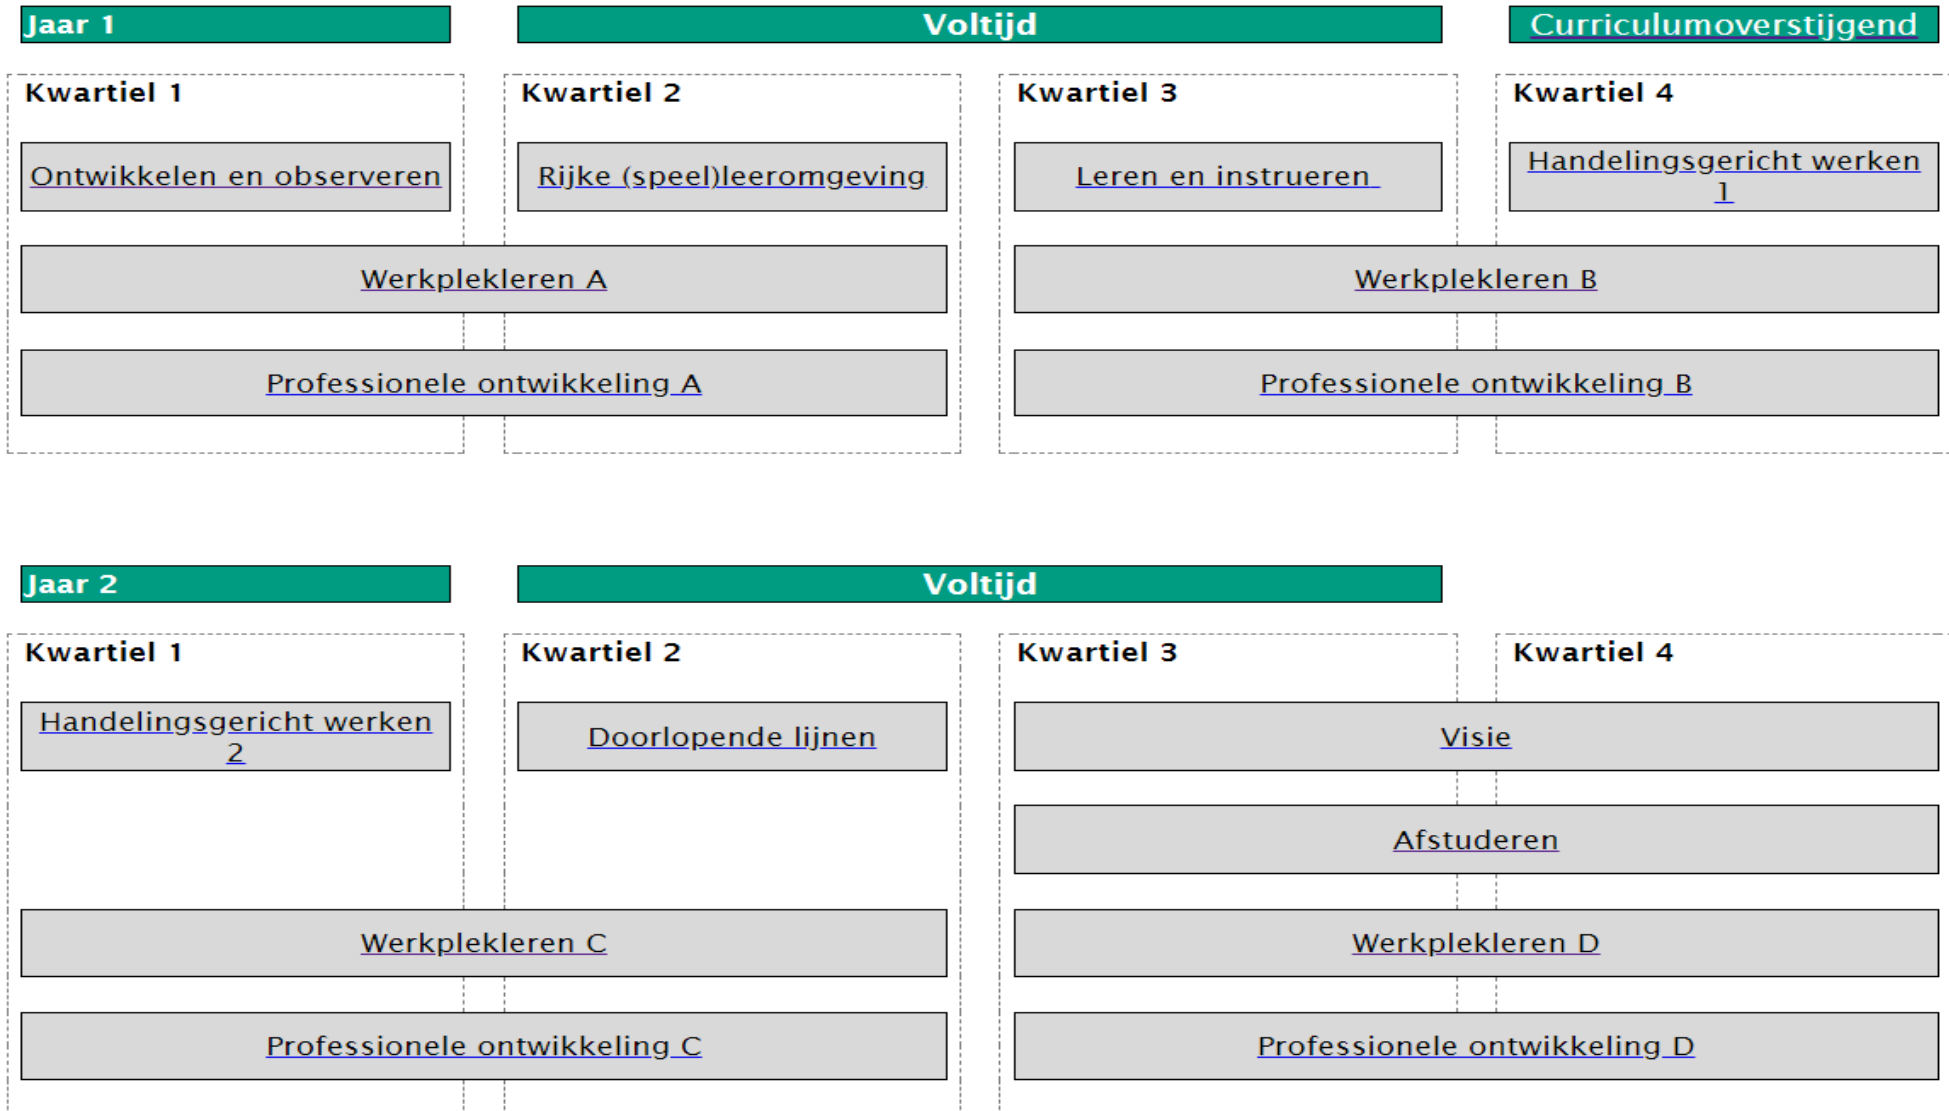 Jaar 1
Voltijd
Curriculumoverstijgend
Kwartiel 1
Kwartiel 2
Kwartiel 3
Kwartiel 4
Ontwikkelen en observeren
Rijke (speel)leeromgeving
Leren en instrueren
Handelingsgericht werken
1
Werkplekleren A
Werkplekleren B
Professionele ontwikkeling A
Professionele ontwikkeling B
Jaar 2
Voltijd
Kwartiel 1
Kwartiel 2
Kwartiel 3
Kwartiel 4
Handelingsgericht werken
2
Doorlopende lijnen
Visie
Afstuderen
Werkplekleren C
Werkplekleren D
Professionele ontwikkeling C
Professionele ontwikkeling D